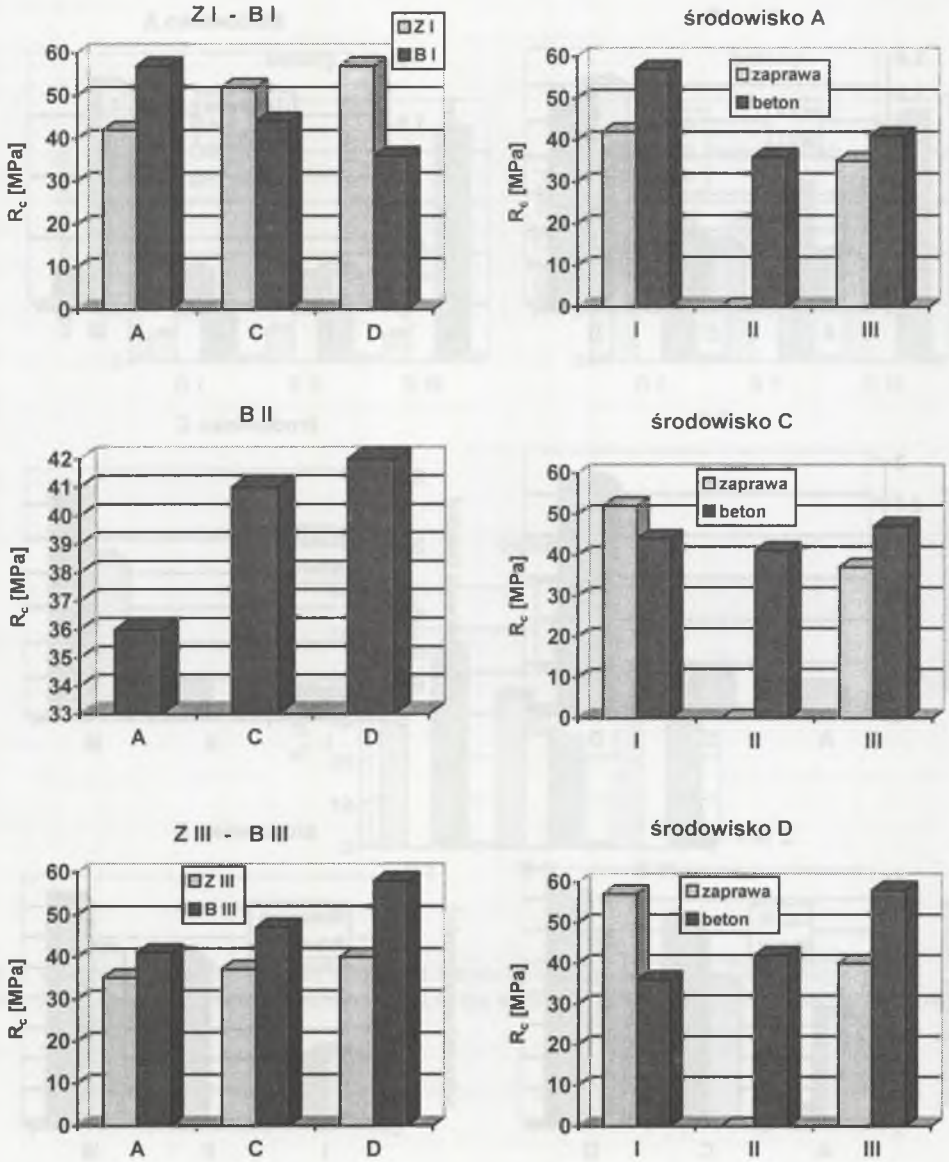 Z I - B I
Z I
B I
R_c [MPa]
60
50
40
30
20
10
0
A C D
środowisko A
zaprawa
beton
R_c [MPa]
60
50
40
30
20
10
0
I II III
B II
R_c [MPa]
42
41
40
39
38
37
36
35
34
33
A C D
środowisko C
zaprawa
beton
R_c [MPa]
60
50
40
30
20
10
0
I II III
Z III - B III
Z III
B III
R_c [MPa]
60
50
40
30
20
10
0
A C D
środowisko D
zaprawa
beton
R_c [MPa]
60
50
40
30
20
10
0
I II III